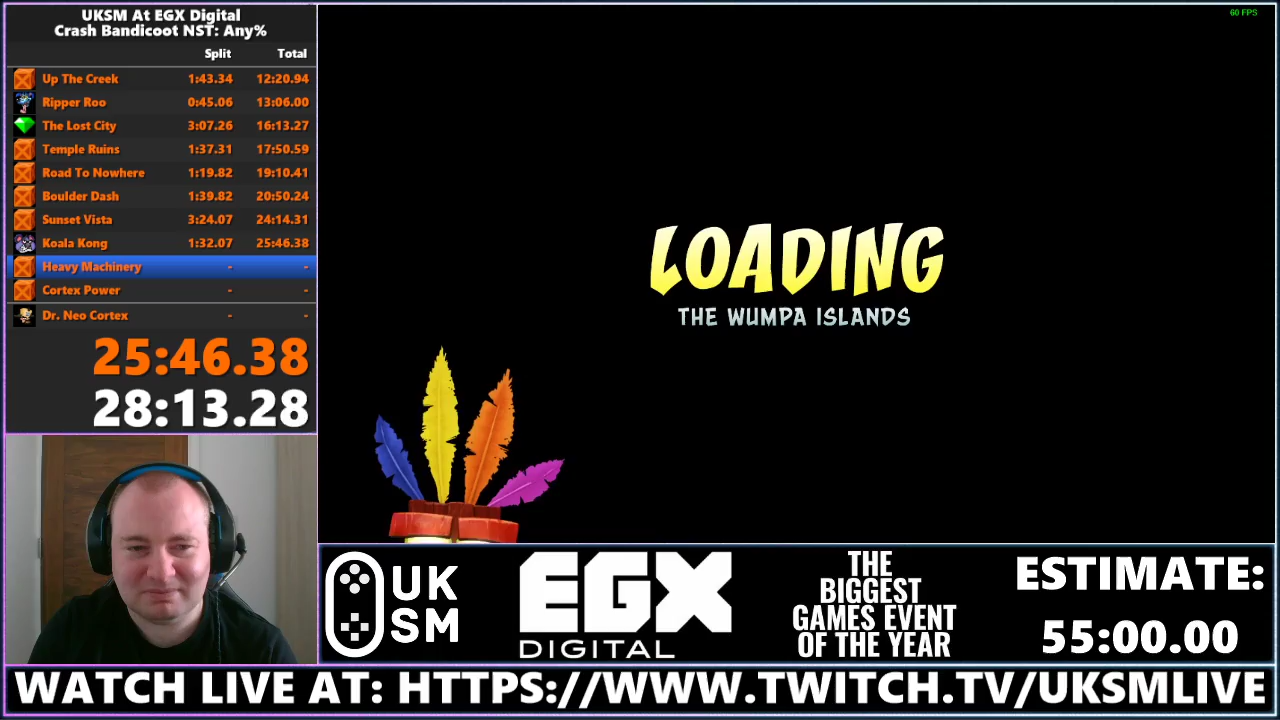 UKSM At EGX Digital
Crash Bandicoot NST: Any%
Split Total
Up The Creek 1:43.34 12:20.94
Ripper Roo 0:45.06 13:06.00
The Lost City 3:07.26 16:13.27
Temple Ruins 1:37.31 17:50.59
Road To Nowhere 1:19.82 19:10.41
Boulder Dash 1:39.82 20:50.24
Sunset Vista 3:24.07 24:14.31
Koala Kong 1:32.07 25:46.38
Heavy Machinery - -
Cortex Power - -
Dr. Neo Cortex - -
25:46.38
28:13.28
60 FPS
LOADING
THE WUMPA ISLANDS
UK
SM
EGX
DIGITAL
THE
BIGGEST
GAMES EVENT
OF THE YEAR
ESTIMATE:
55:00.00
WATCH LIVE AT: HTTPS://WWW.TWITCH.TV/UKSMLIVE